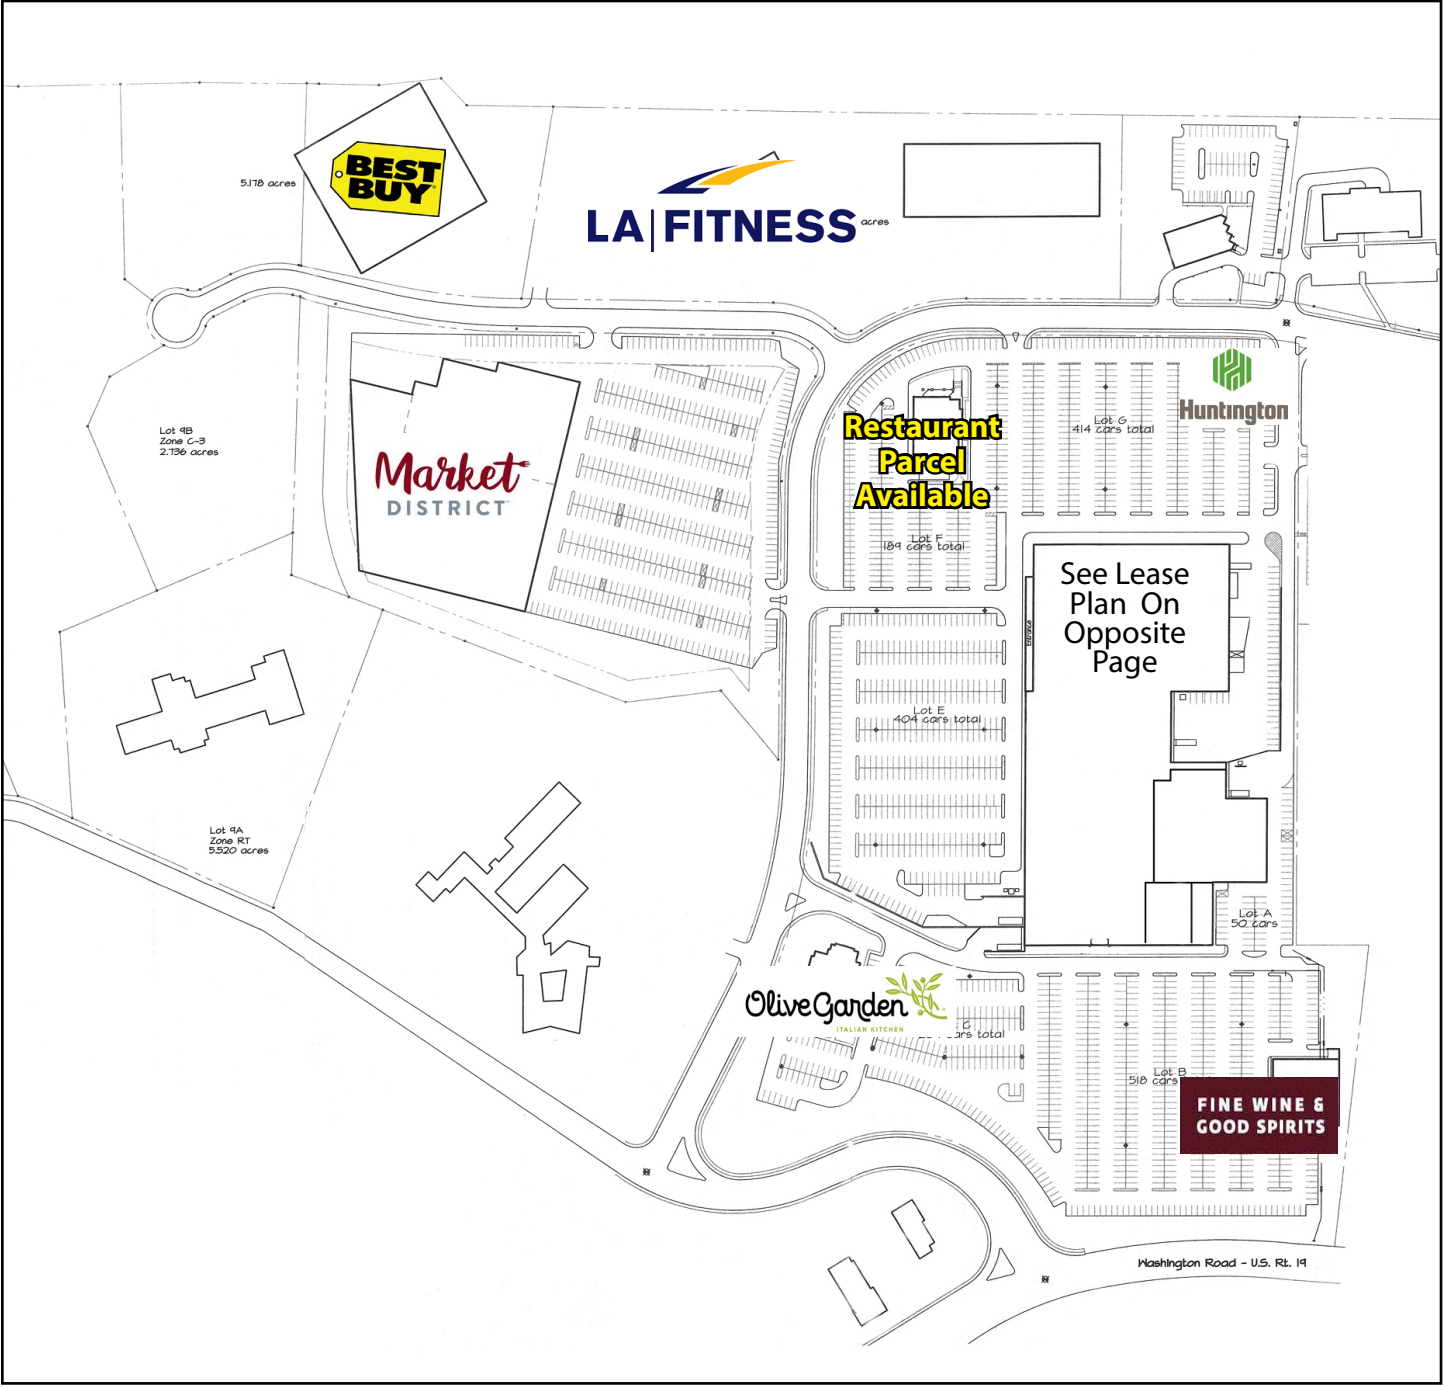 BEST
BUY
5.178 acres
LA|FITNESS
acres
Huntington
Lot G
414 cars total
Restaurant
Parcel
Available
Lot F
189 cars total
Lot 9B
Zone C-3
2.736 acres
Market
DISTRICT
See Lease
Plan On
Opposite
Page
Entrance
Lot E
404 cars total
Lot 9A
Zone RT
5.520 acres
Lot A
50 cars
Olive Garden
ITALIAN KITCHEN
C
cars total
Lot B
518 cars
FINE WINE &
GOOD SPIRITS
Washington Road - U.S. Rt. 19